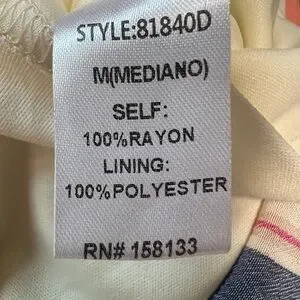 STYLE:81840D
M(MEDIANO)
SELF:
100%RAYON
LINING:
100%POLYESTER
RN# 158133